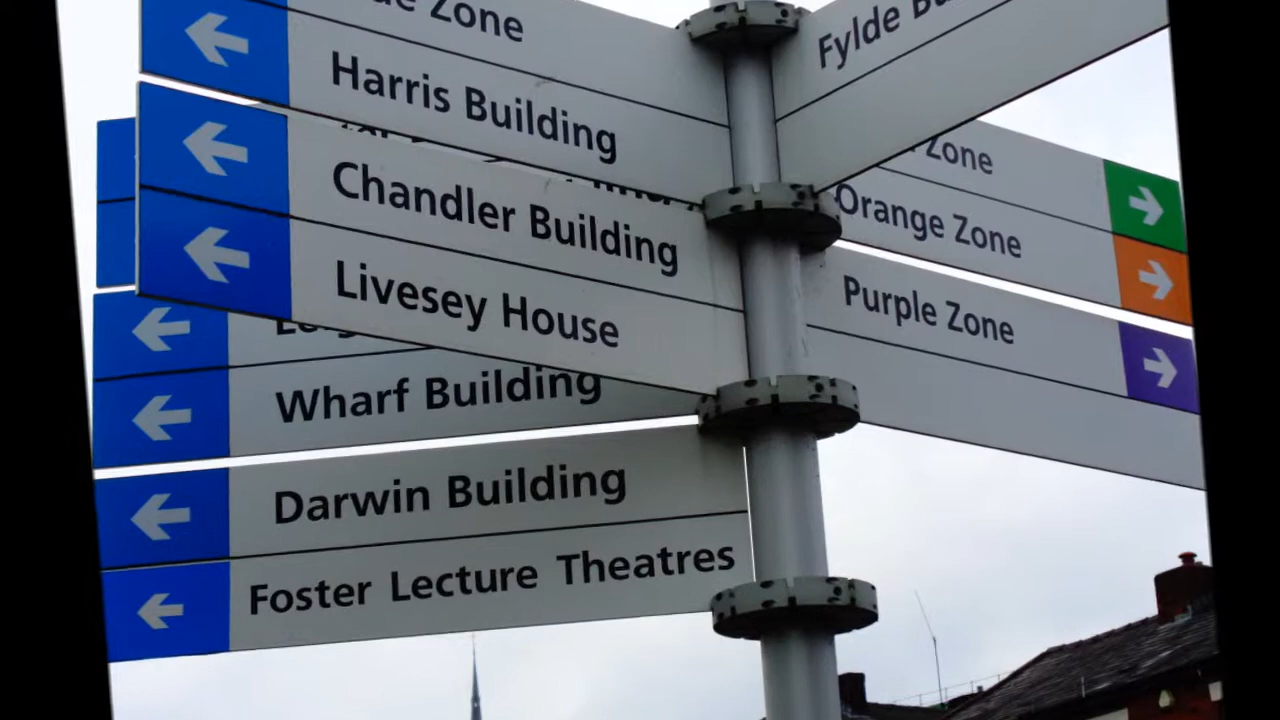 Zone
Harris Building
Chandler Building
Livesey House
Wharf Building
Darwin Building
Foster Lecture Theatres
Fylde
Zone
Orange Zone
Purple Zone